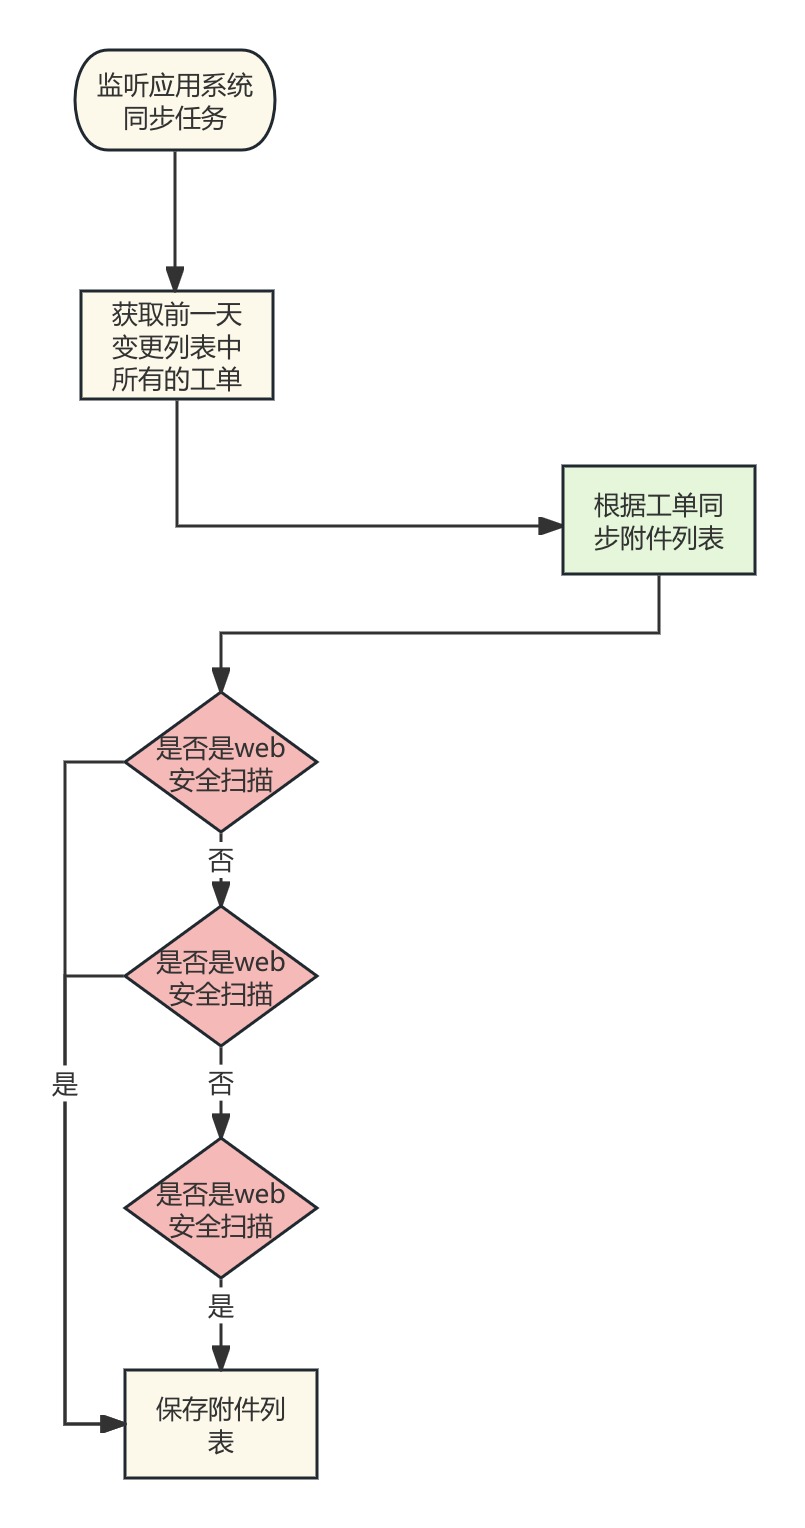 监听应用系统
同步任务
获取前一天
变更列表中
所有的工单
根据工单同
步附件列表
是否是web
安全扫描
否
是否是web
安全扫描
是
否
是否是web
安全扫描
是
保存附件列
表